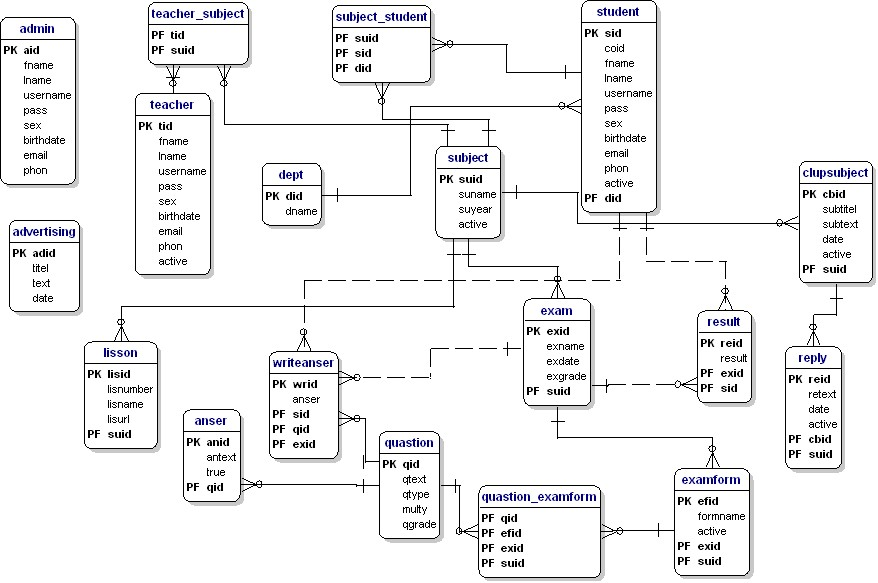 admin
PK aid
fname
lname
username
pass
sex
birthdate
email
phon
teacher_subject
PF tid
PF suid
subject_student
PF suid
PF sid
PF did
student
PK sid
coid
fname
lname
username
pass
sex
birthdate
email
phon
active
PF did
teacher
PK tid
fname
lname
username
pass
sex
birthdate
email
phon
active
dept
PK did
dname
subject
PK suid
suname
suyear
active
clupsubject
PK cbid
subtitel
subtext
date
active
PF suid
advertising
PK adid
titel
text
date
exam
PK exid
exname
exdate
exgrade
PF suid
result
PK reid
result
PF exid
PF sid
lisson
PK lisid
lisnumber
lisname
lisurl
PF suid
writeanser
PK wrid
anser
PF sid
PF qid
PF exid
reply
PK reid
retext
date
active
PF cbid
PF suid
anser
PK anid
antext
true
PF qid
quastion
PK qid
qtext
qtype
multy
qgrade
quastion_examform
PF qid
PF efid
PF exid
PF suid
examform
PK efid
formname
active
PF exid
PF suid